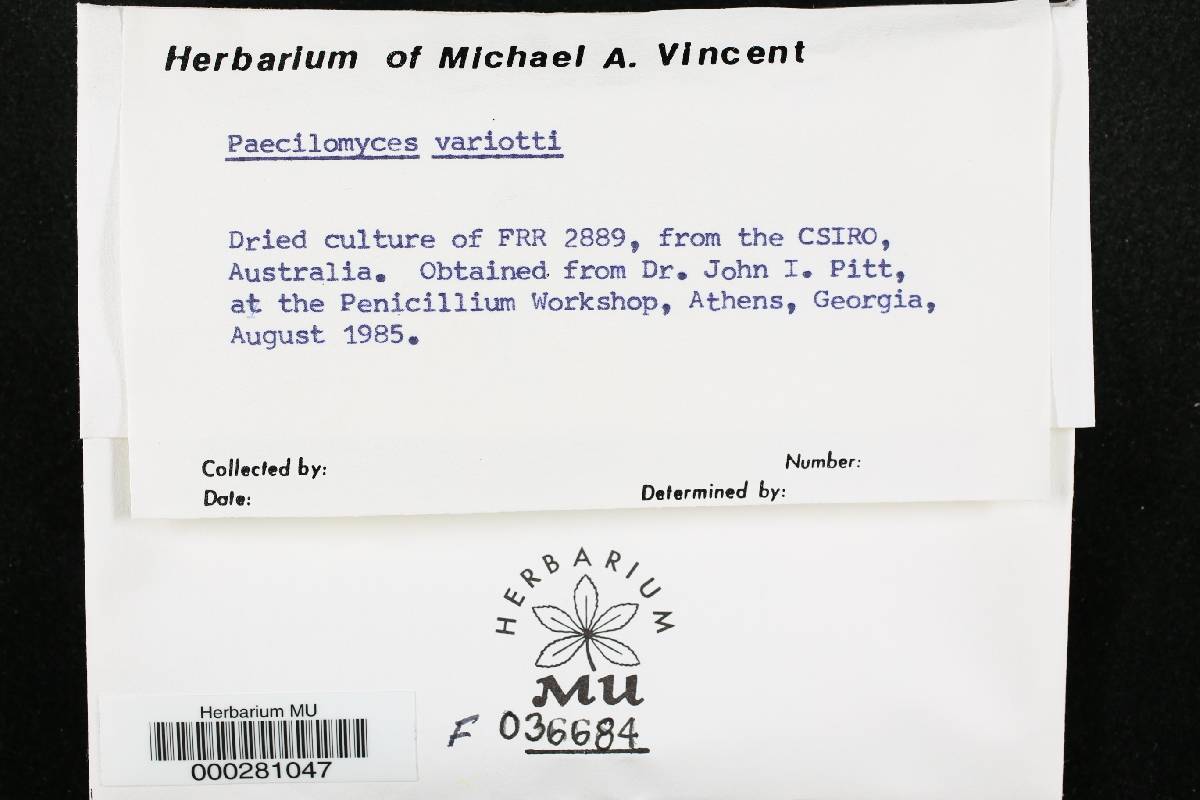 Herbarium of Michael A. Vincent
Paecilomyces variotti
Dried culture of FRR 2889, from the CSIRO,
Australia. Obtained from Dr. John I. Pitt,
at the Penicillium Workshop, Athens, Georgia,
August 1985.
Collected by:
Number:
Date:
Determined by:
HERBARIUM
MU
F 036684
Herbarium MU
000281047